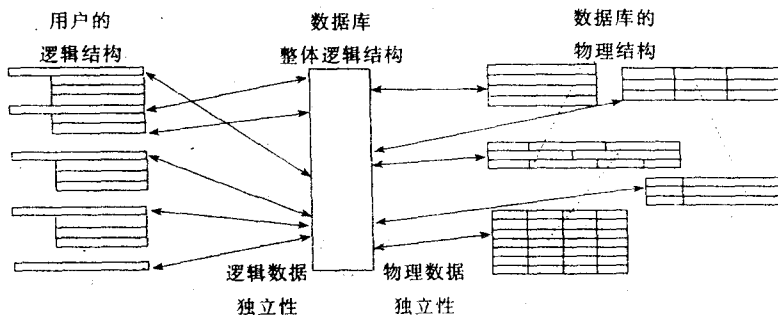 用户的
逻辑结构
数据库
整体逻辑结构
数据库的
物理结构
逻辑数据
独立性
物理数据
独立性